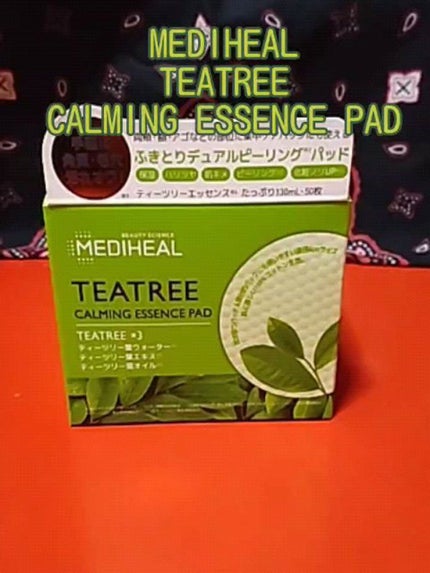 MEDIHEAL
TEATREE
CALMING ESSENCE PAD
ふきとりデュアルピーリング パッド
保湿 ハリツヤ 肌キメ ピーリング
ティーツリーエッセンス たっぷり130mL・50枚
BEAUTY SCIENCE
MEDIHEAL
TEATREE
CALMING ESSENCE PAD
TEATREE ×3
ティーツリー葉ウォーター
ティーツリー葉エキス
ティーツリー葉オイル